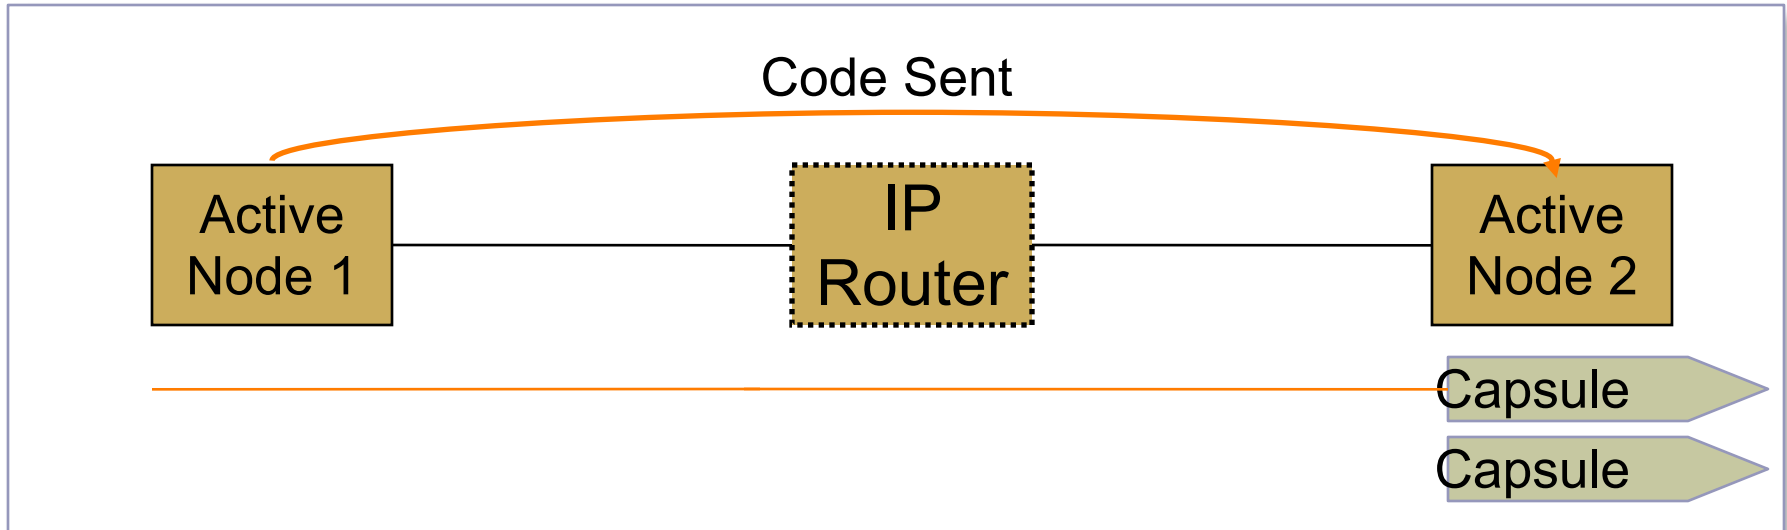 Code Sent
Active
Node 1
IP
Router
Active
Node 2
Capsule
Capsule